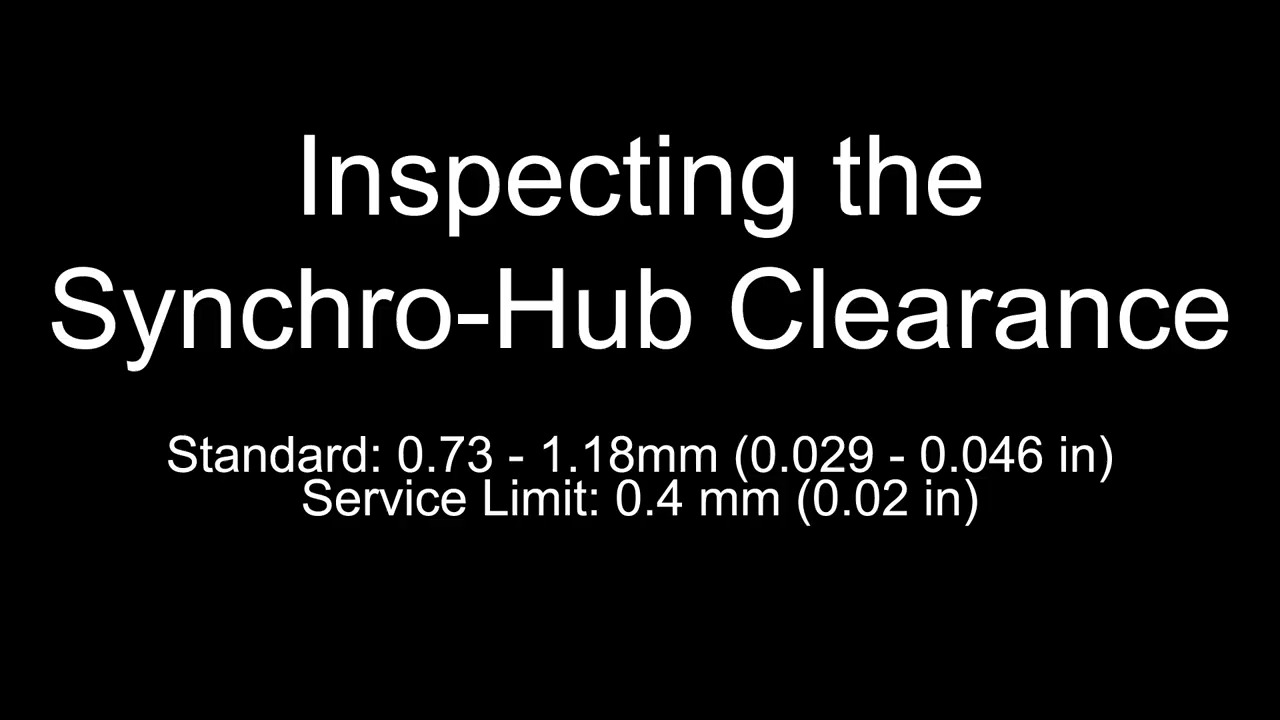 Inspecting the
Synchro-Hub Clearance
Standard: 0.73 - 1.18mm (0.029 - 0.046 in)
Service Limit: 0.4 mm (0.02 in)